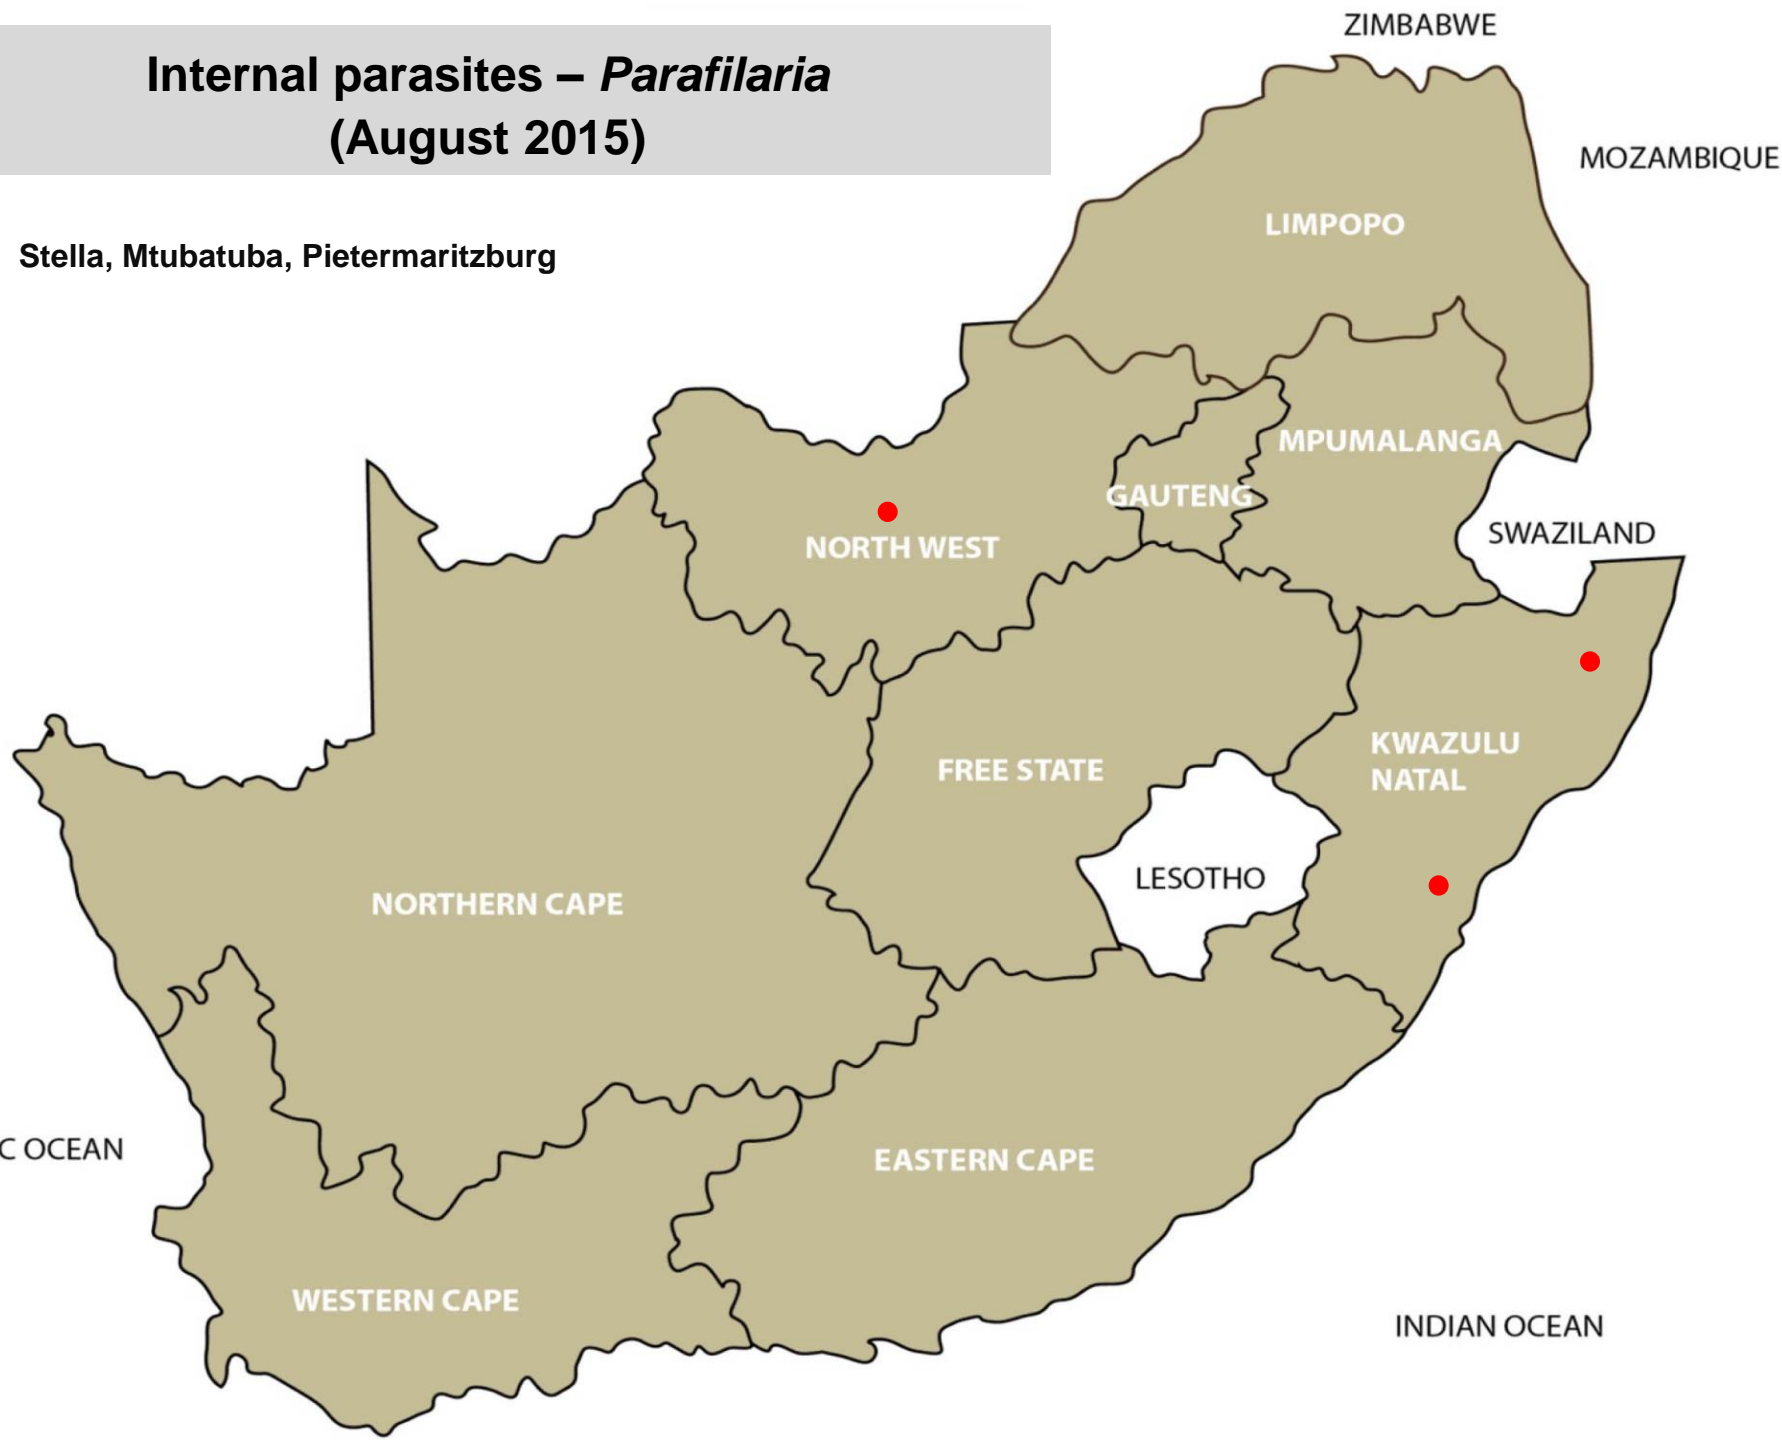 Internal parasites – Parafilaria
(August 2015)
Stella, Mtubatuba, Pietermaritzburg
ZIMBABWE
MOZAMBIQUE
LIMPOPO
MPUMALANGA
GAUTENG
SWAZILAND
NORTH WEST
KWAZULU
NATAL
FREE STATE
LESOTHO
NORTHERN CAPE
C OCEAN
EASTERN CAPE
WESTERN CAPE
INDIAN OCEAN